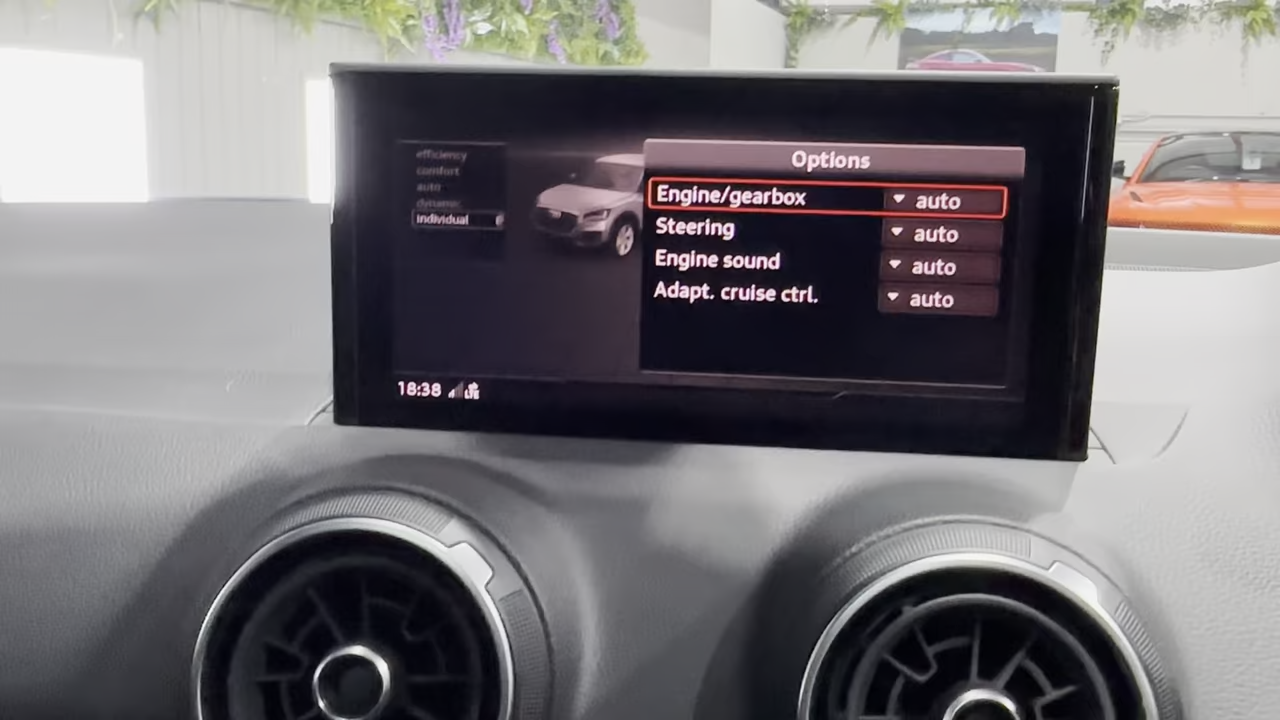 efficiency
comfort
auto
dynamic
individual
Options
Engine/gearbox auto
Steering auto
Engine sound auto
Adapt. cruise ctrl. auto
18:38 LTE